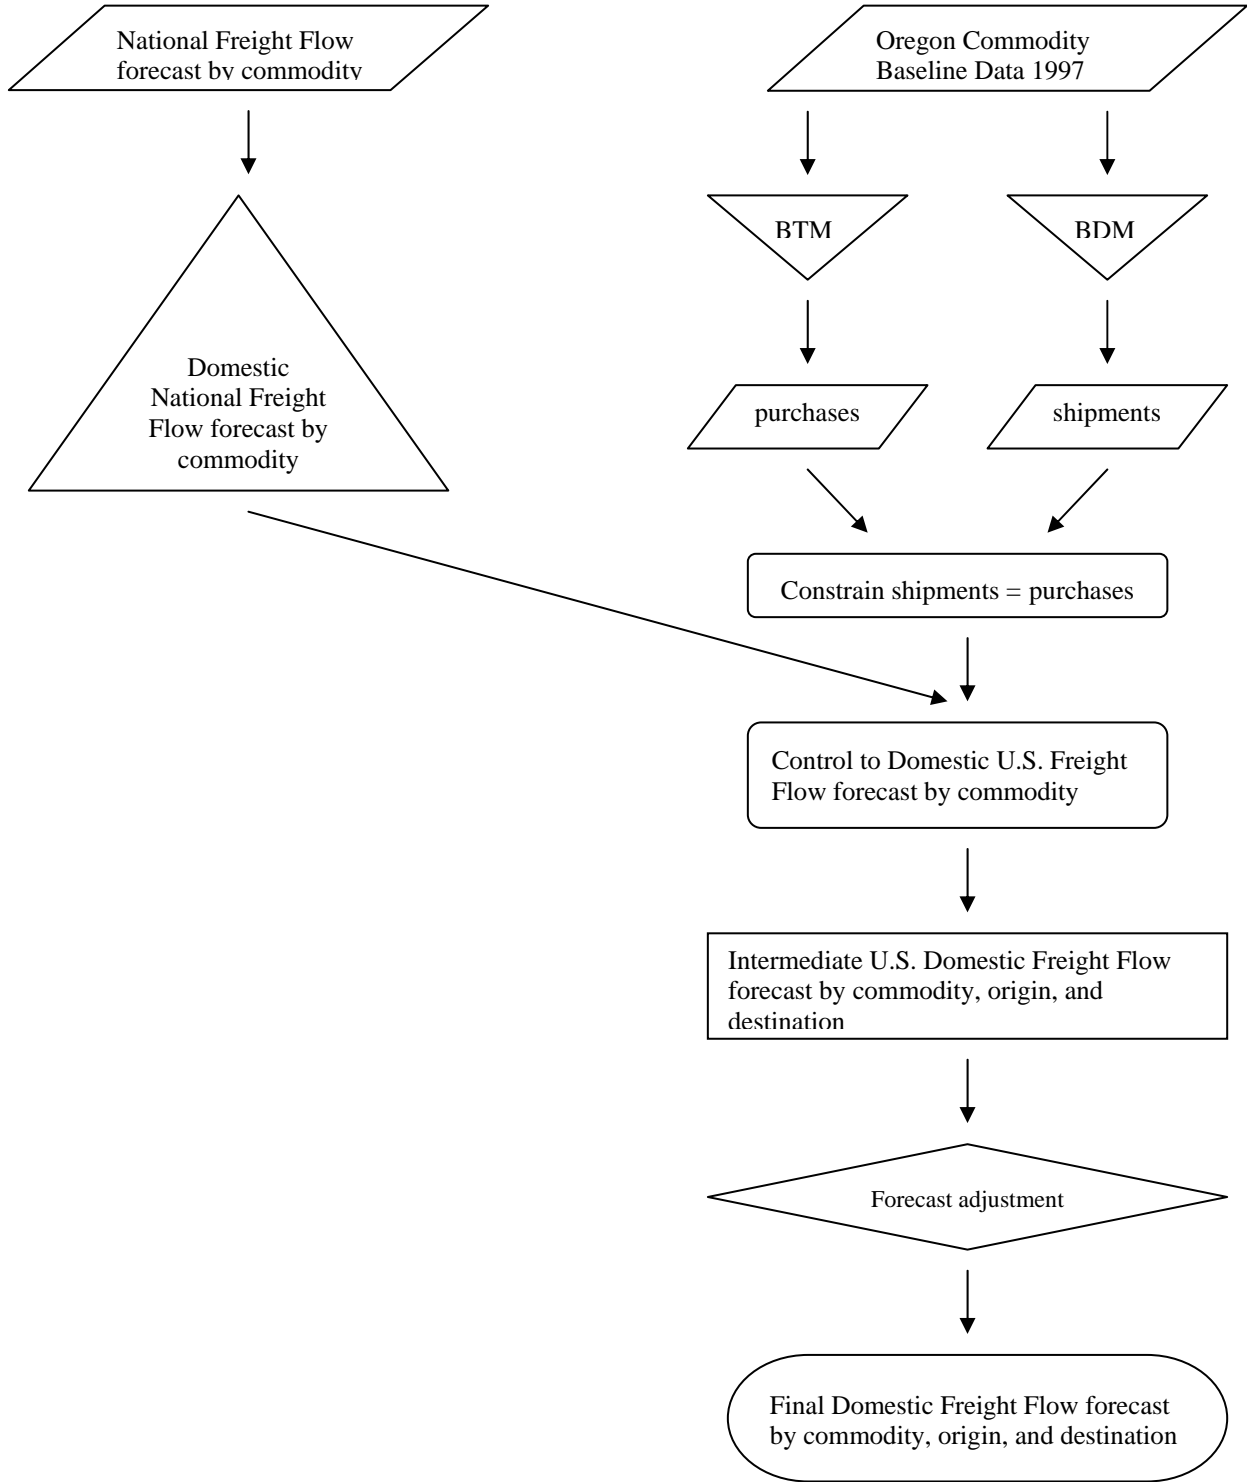 National Freight Flow
forecast by commodity
Oregon Commodity
Baseline Data 1997
BTM
BDM
Domestic
National Freight
Flow forecast by
commodity
purchases
shipments
Constrain shipments = purchases
Control to Domestic U.S. Freight
Flow forecast by commodity
Intermediate U.S. Domestic Freight Flow
forecast by commodity, origin, and
destination
Forecast adjustment
Final Domestic Freight Flow forecast
by commodity, origin, and destination